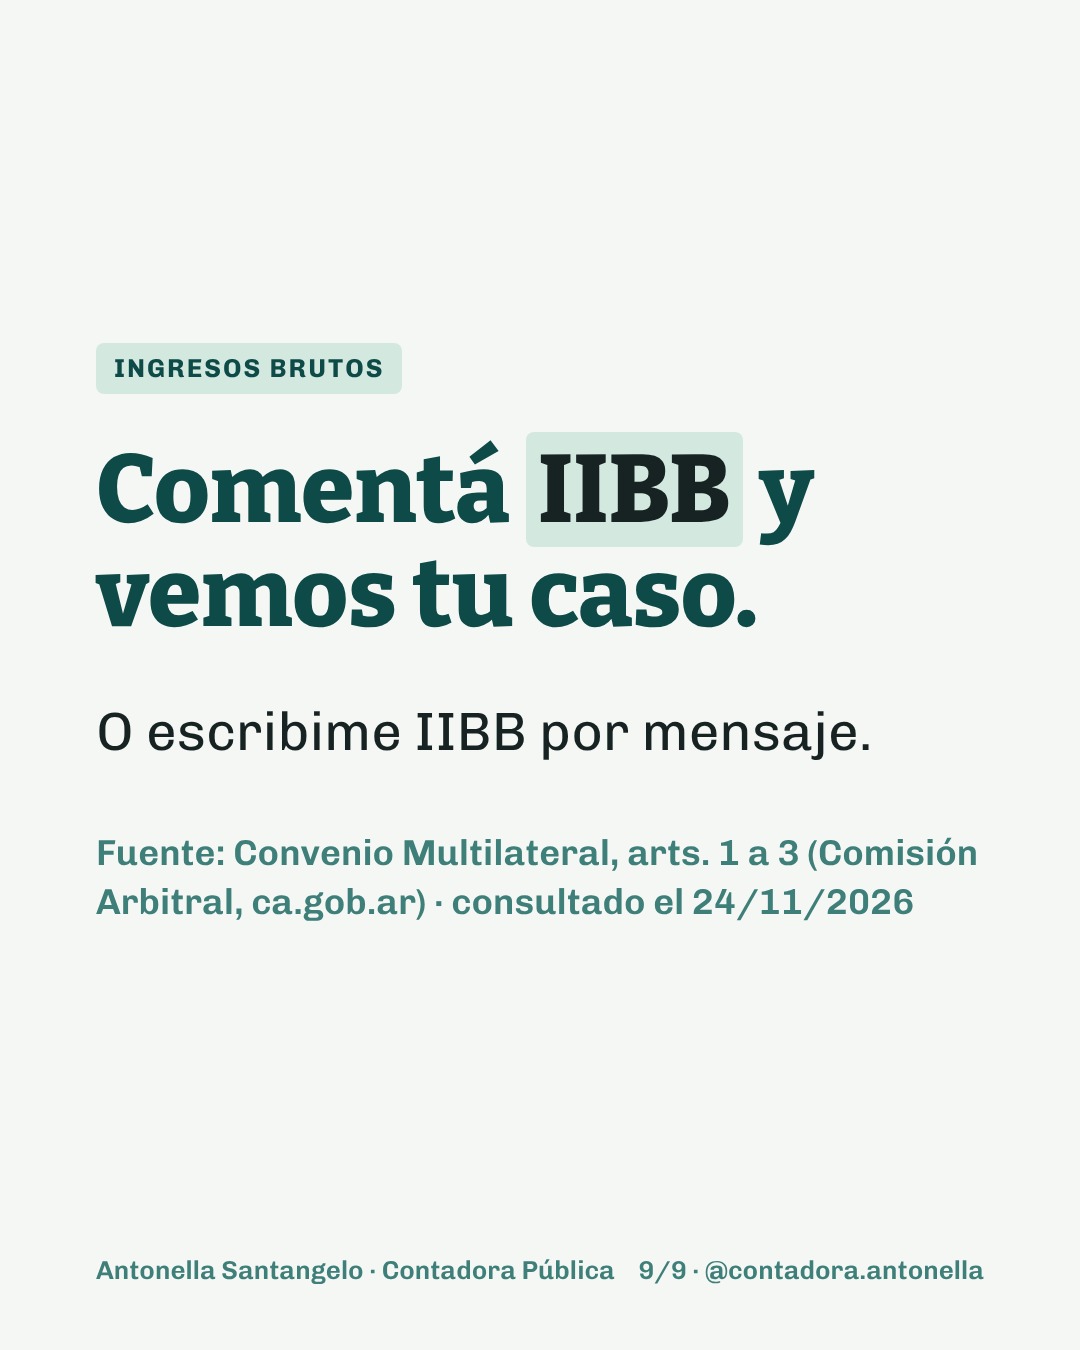 INGRESOS BRUTOS
Comentá IIBB y
vemos tu caso.
O escribime IIBB por mensaje.
Fuente: Convenio Multilateral, arts. 1 a 3 (Comisión
Arbitral, ca.gob.ar) · consultado el 24/11/2026
Antonella Santangelo · Contadora Pública 9/9 · @contadora.antonella